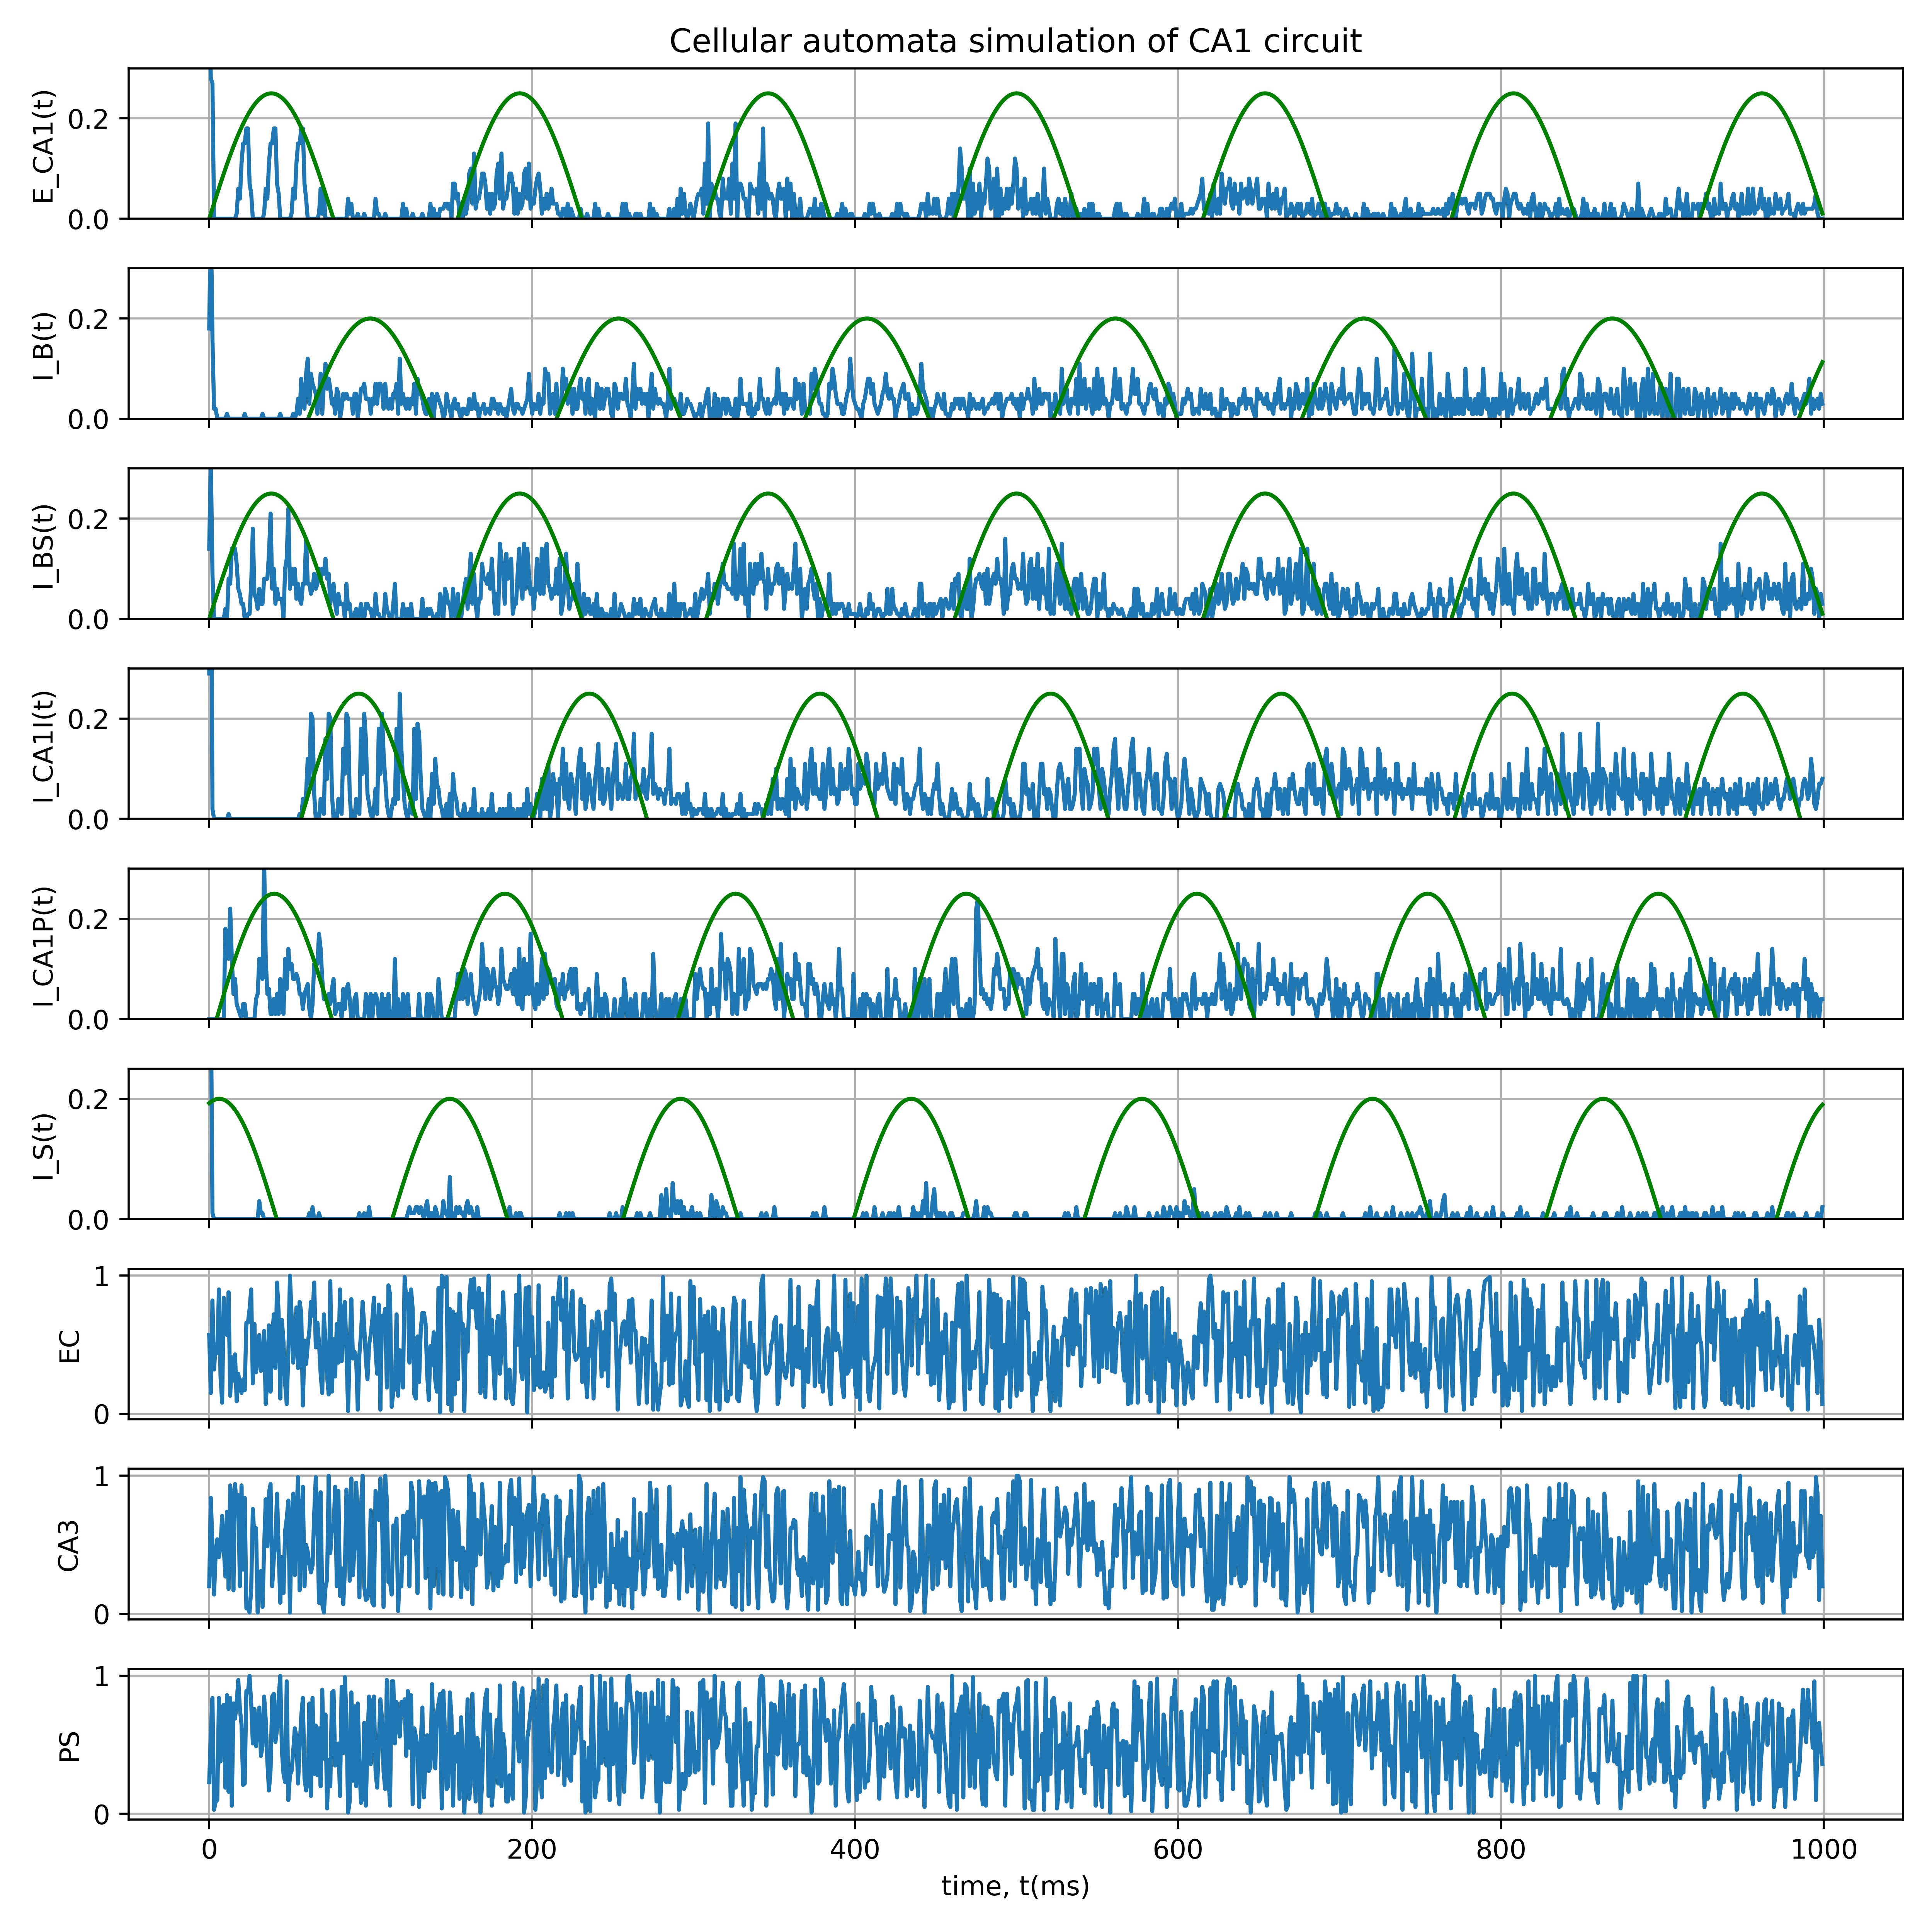 Cellular automata simulation of CA1 circuit
E_CA1(t)
0.2
0.0
I_B(t)
0.2
0.0
I_BS(t)
0.2
0.0
I_CA1I(t)
0.2
0.0
I_CA1P(t)
0.2
0.0
I_S(t)
0.2
0.0
EC
1
0
CA3
1
0
PS
1
0
0 200 400 600 800 1000
time, t(ms)